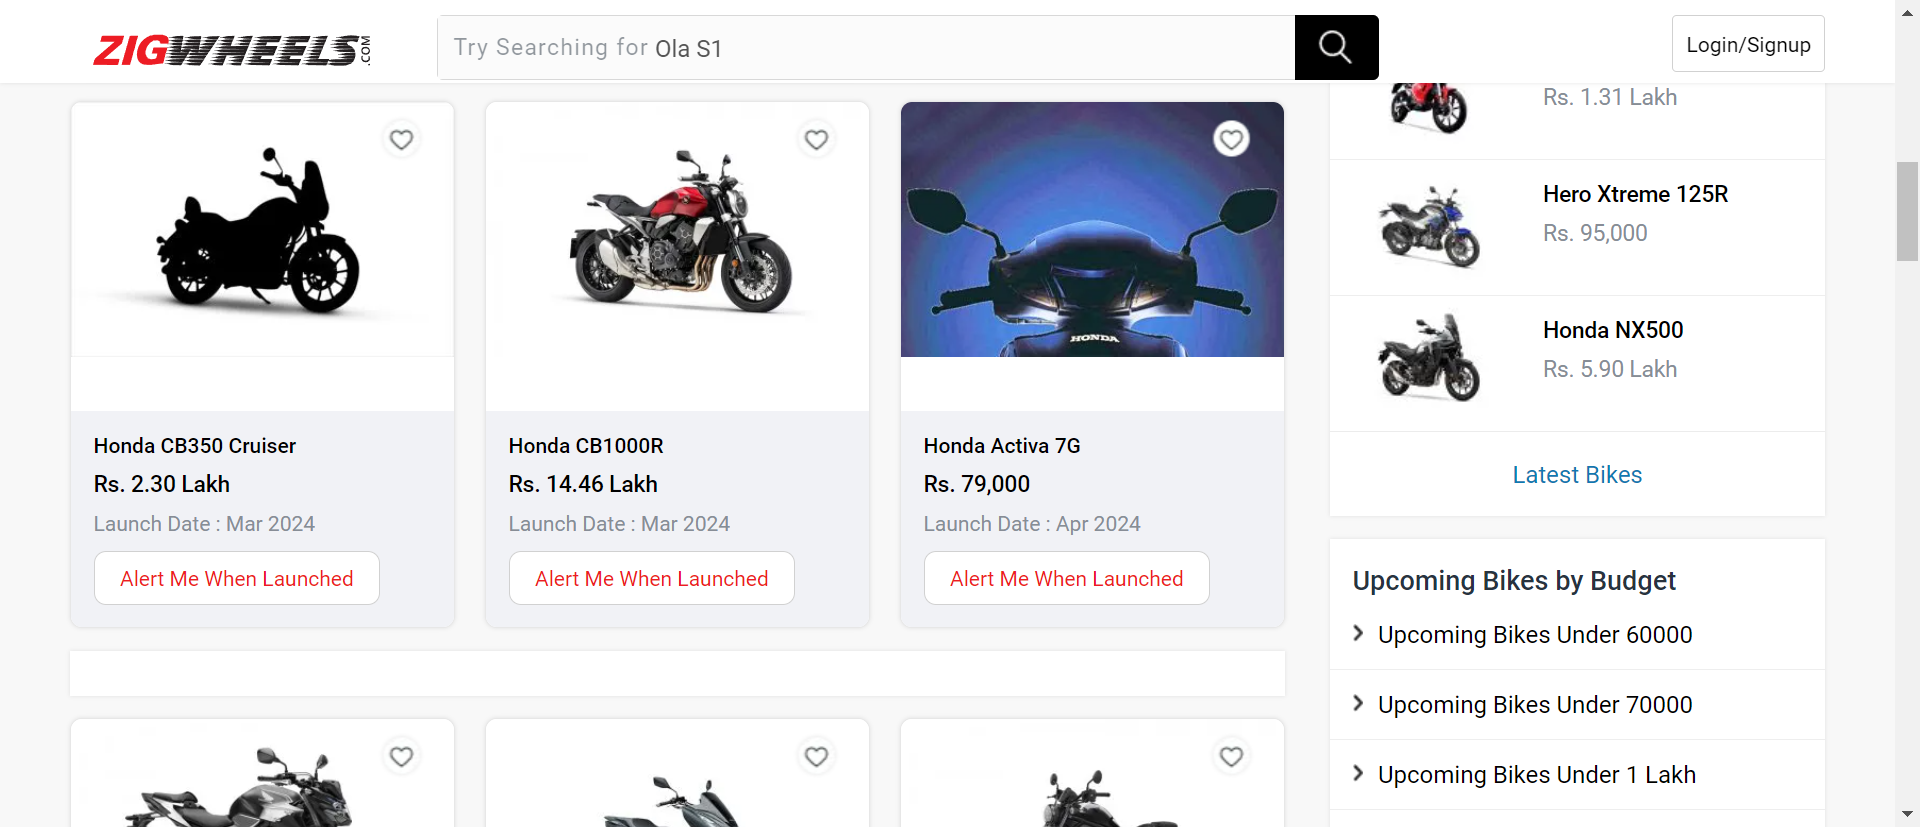 ZIGWHEELS.COM
Try Searching for Ola S1
Login/Signup
HONDA
Honda CB350 Cruiser
Rs. 2.30 Lakh
Launch Date : Mar 2024
Alert Me When Launched
Honda CB1000R
Rs. 14.46 Lakh
Launch Date : Mar 2024
Alert Me When Launched
Honda Activa 7G
Rs. 79,000
Launch Date : Apr 2024
Alert Me When Launched
Rs. 1.31 Lakh
Hero Xtreme 125R
Rs. 95,000
Honda NX500
Rs. 5.90 Lakh
Latest Bikes
Upcoming Bikes by Budget
Upcoming Bikes Under 60000
Upcoming Bikes Under 70000
Upcoming Bikes Under 1 Lakh